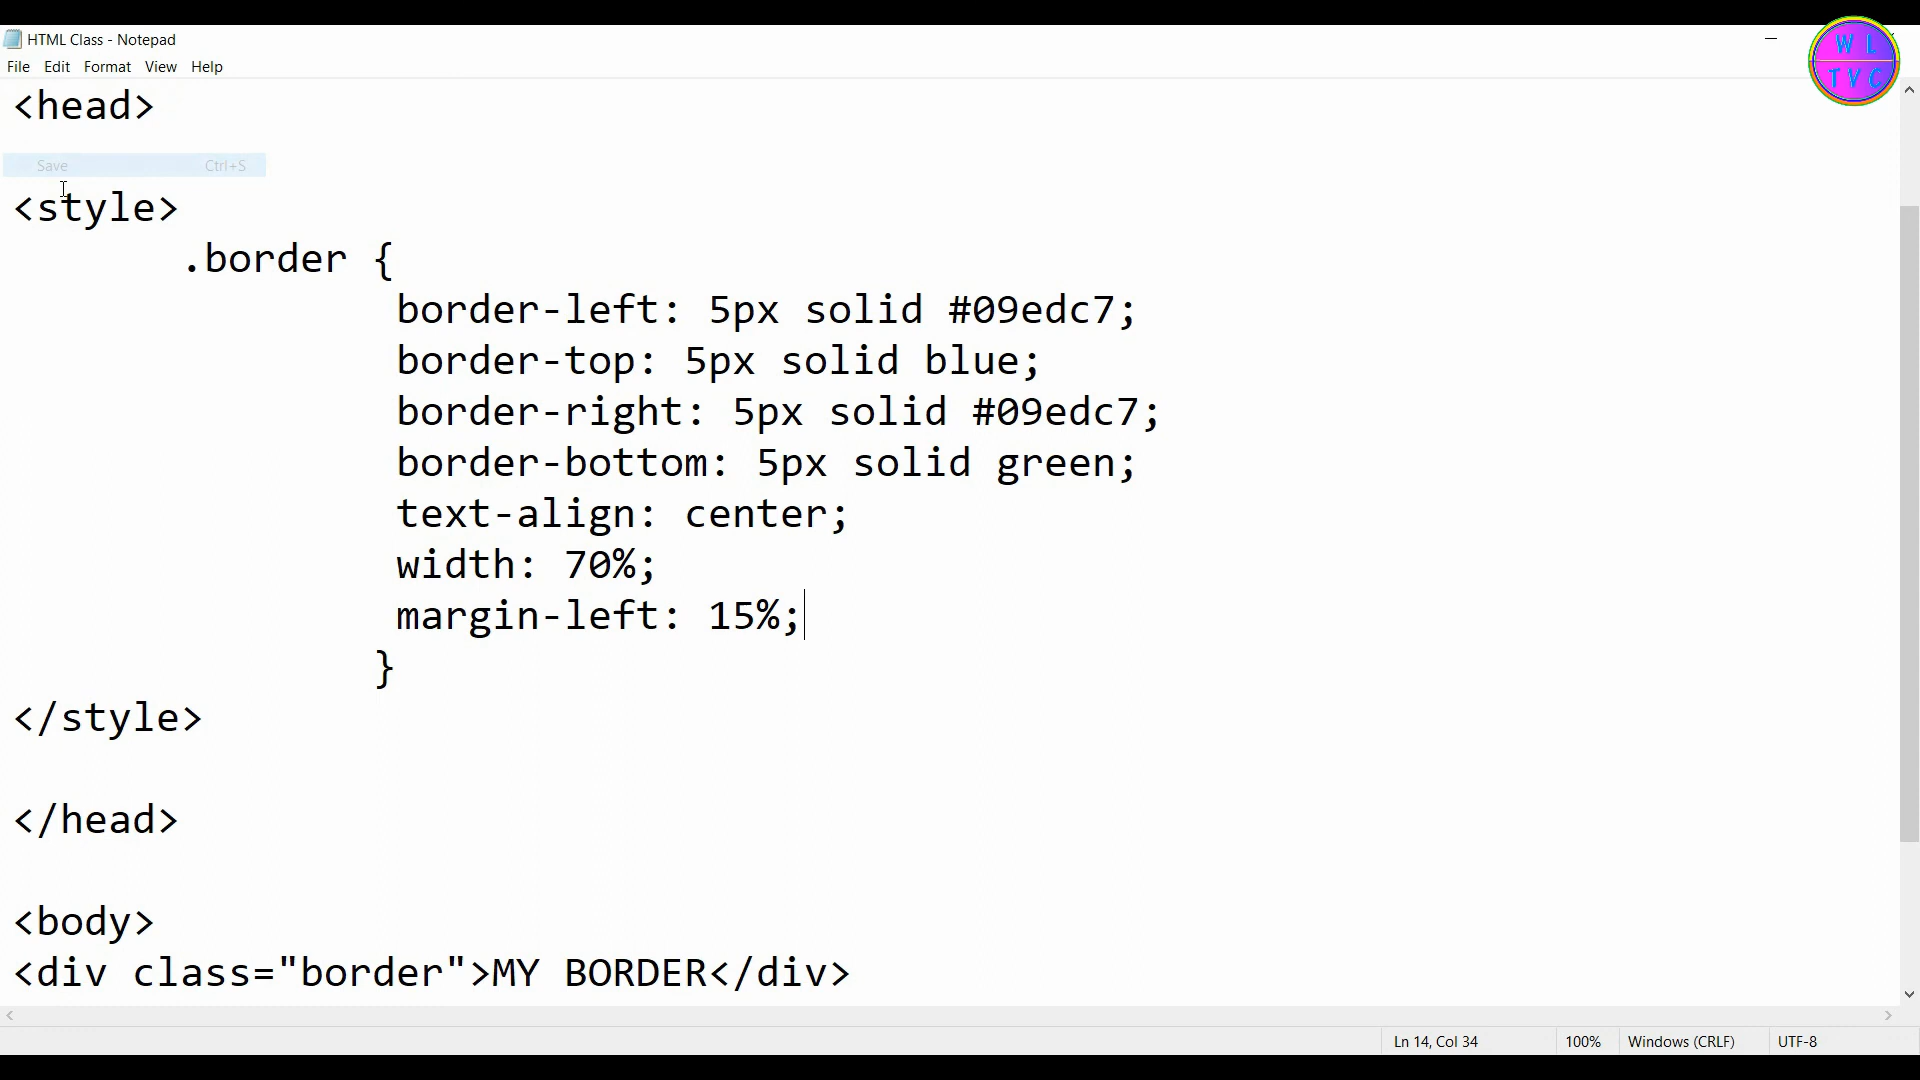 HTML Class - Notepad
W L
T V C
File Edit Format View Help
<head>
Save Ctrl+S
<style>
.border {
border-left: 5px solid #09edc7;
border-top: 5px solid blue;
border-right: 5px solid #09edc7;
border-bottom: 5px solid green;
text-align: center;
width: 70%;
margin-left: 15%;
}
</style>
</head>
<body>
<div class="border">MY BORDER</div>
Ln 14, Col 34 100% Windows (CRLF) UTF-8